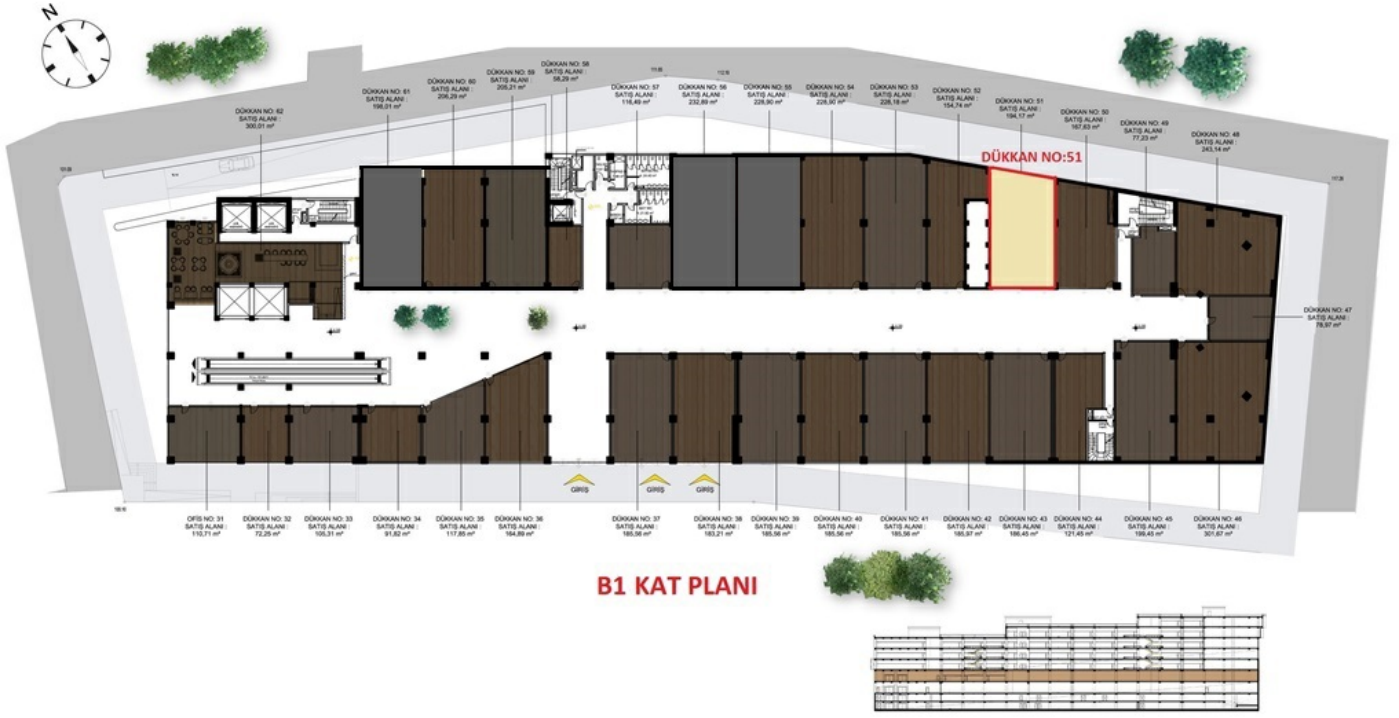 N
DÜKKAN NO: 62
SATIŞ ALANI :
300,01 m²
DÜKKAN NO: 61
SATIŞ ALANI :
198,01 m²
DÜKKAN NO: 60
SATIŞ ALANI :
206,29 m²
DÜKKAN NO: 59
SATIŞ ALANI :
205,21 m²
DÜKKAN NO: 58
SATIŞ ALANI :
58,29 m²
DÜKKAN NO: 57
SATIŞ ALANI :
116,49 m²
DÜKKAN NO: 56
SATIŞ ALANI :
232,89 m²
DÜKKAN NO: 55
SATIŞ ALANI :
228,90 m²
DÜKKAN NO: 54
SATIŞ ALANI :
228,90 m²
DÜKKAN NO: 53
SATIŞ ALANI :
228,18 m²
DÜKKAN NO: 52
SATIŞ ALANI :
154,74 m²
DÜKKAN NO: 51
SATIŞ ALANI :
194,17 m²
DÜKKAN NO: 50
SATIŞ ALANI :
167,63 m²
DÜKKAN NO: 49
SATIŞ ALANI :
77,23 m²
DÜKKAN NO: 48
SATIŞ ALANI :
243,14 m²
DÜKKAN NO:51
DÜKKAN NO: 47
SATIŞ ALANI :
78,97 m²
GİRİŞ
GİRİŞ
GİRİŞ
OFİS NO: 31
SATIŞ ALANI :
110,71 m²
DÜKKAN NO: 32
SATIŞ ALANI :
72,25 m²
DÜKKAN NO: 33
SATIŞ ALANI :
105,31 m²
DÜKKAN NO: 34
SATIŞ ALANI :
91,82 m²
DÜKKAN NO: 35
SATIŞ ALANI :
117,85 m²
DÜKKAN NO: 36
SATIŞ ALANI :
164,89 m²
DÜKKAN NO: 37
SATIŞ ALANI :
185,56 m²
DÜKKAN NO: 38
SATIŞ ALANI :
183,21 m²
DÜKKAN NO: 39
SATIŞ ALANI :
185,56 m²
DÜKKAN NO: 40
SATIŞ ALANI :
185,56 m²
DÜKKAN NO: 41
SATIŞ ALANI :
185,56 m²
DÜKKAN NO: 42
SATIŞ ALANI :
185,97 m²
DÜKKAN NO: 43
SATIŞ ALANI :
186,45 m²
DÜKKAN NO: 44
SATIŞ ALANI :
121,45 m²
DÜKKAN NO: 45
SATIŞ ALANI :
199,45 m²
DÜKKAN NO: 46
SATIŞ ALANI :
301,67 m²
B1 KAT PLANI